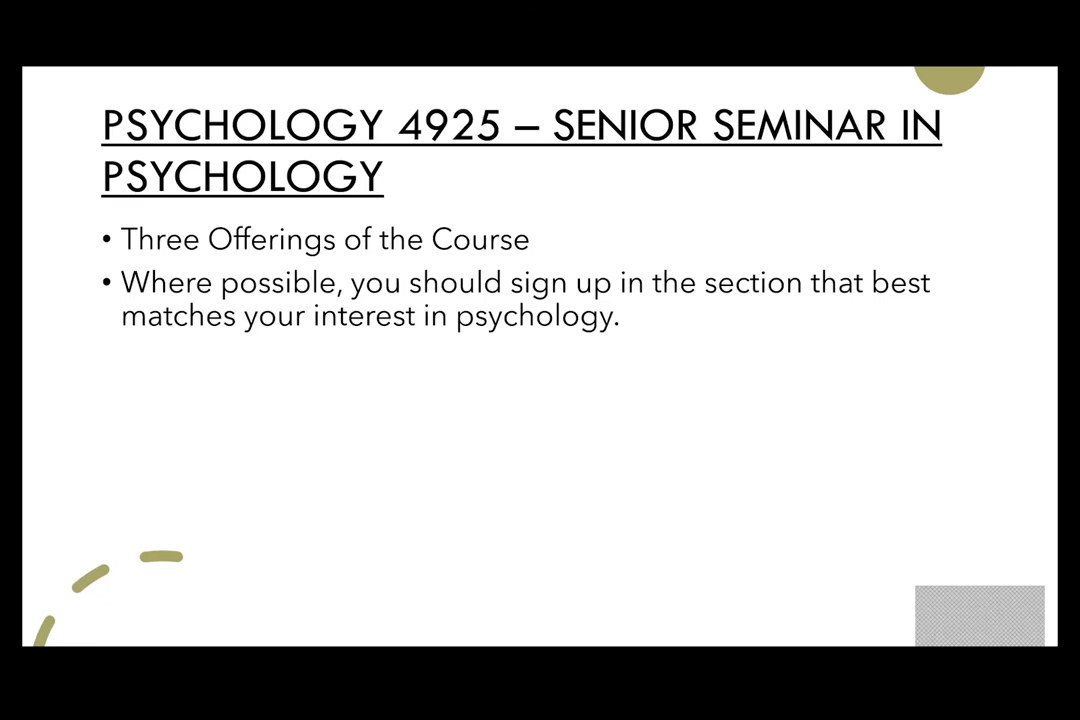 PSYCHOLOGY 4925 – SENIOR SEMINAR IN
PSYCHOLOGY
• Three Offerings of the Course
• Where possible, you should sign up in the section that best
matches your interest in psychology.